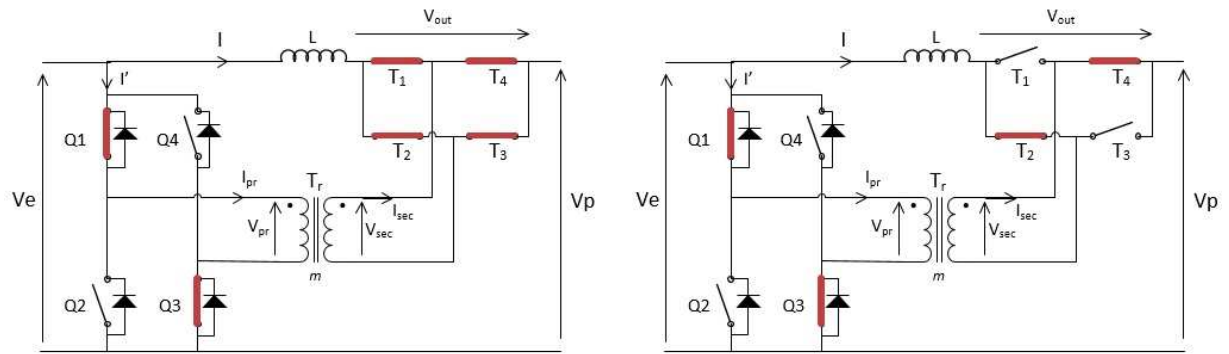 Vout
I
L
I'
T1
T4
Q1
Q4
T2
T3
Ve
Ipr
Tr
Isec
Vp
Vpr
Vsec
m
Q2
Q3
Vout
I
L
I'
T1
T4
Q1
Q4
T2
T3
Ve
Ipr
Tr
Isec
Vp
Vpr
Vsec
m
Q2
Q3